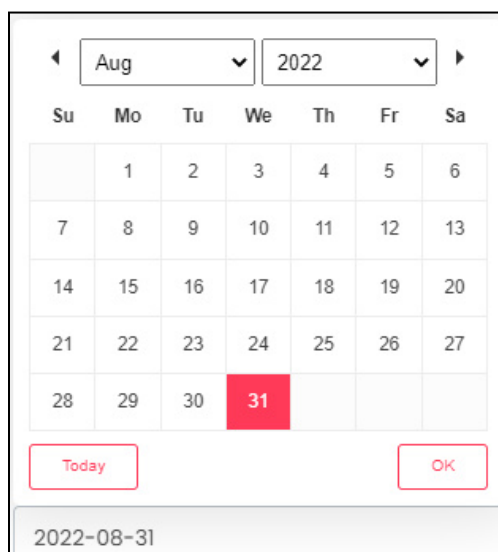 Aug 2022
Su Mo Tu We Th Fr Sa
1 2 3 4 5 6
7 8 9 10 11 12 13
14 15 16 17 18 19 20
21 22 23 24 25 26 27
28 29 30 31
Today OK
2022-08-31